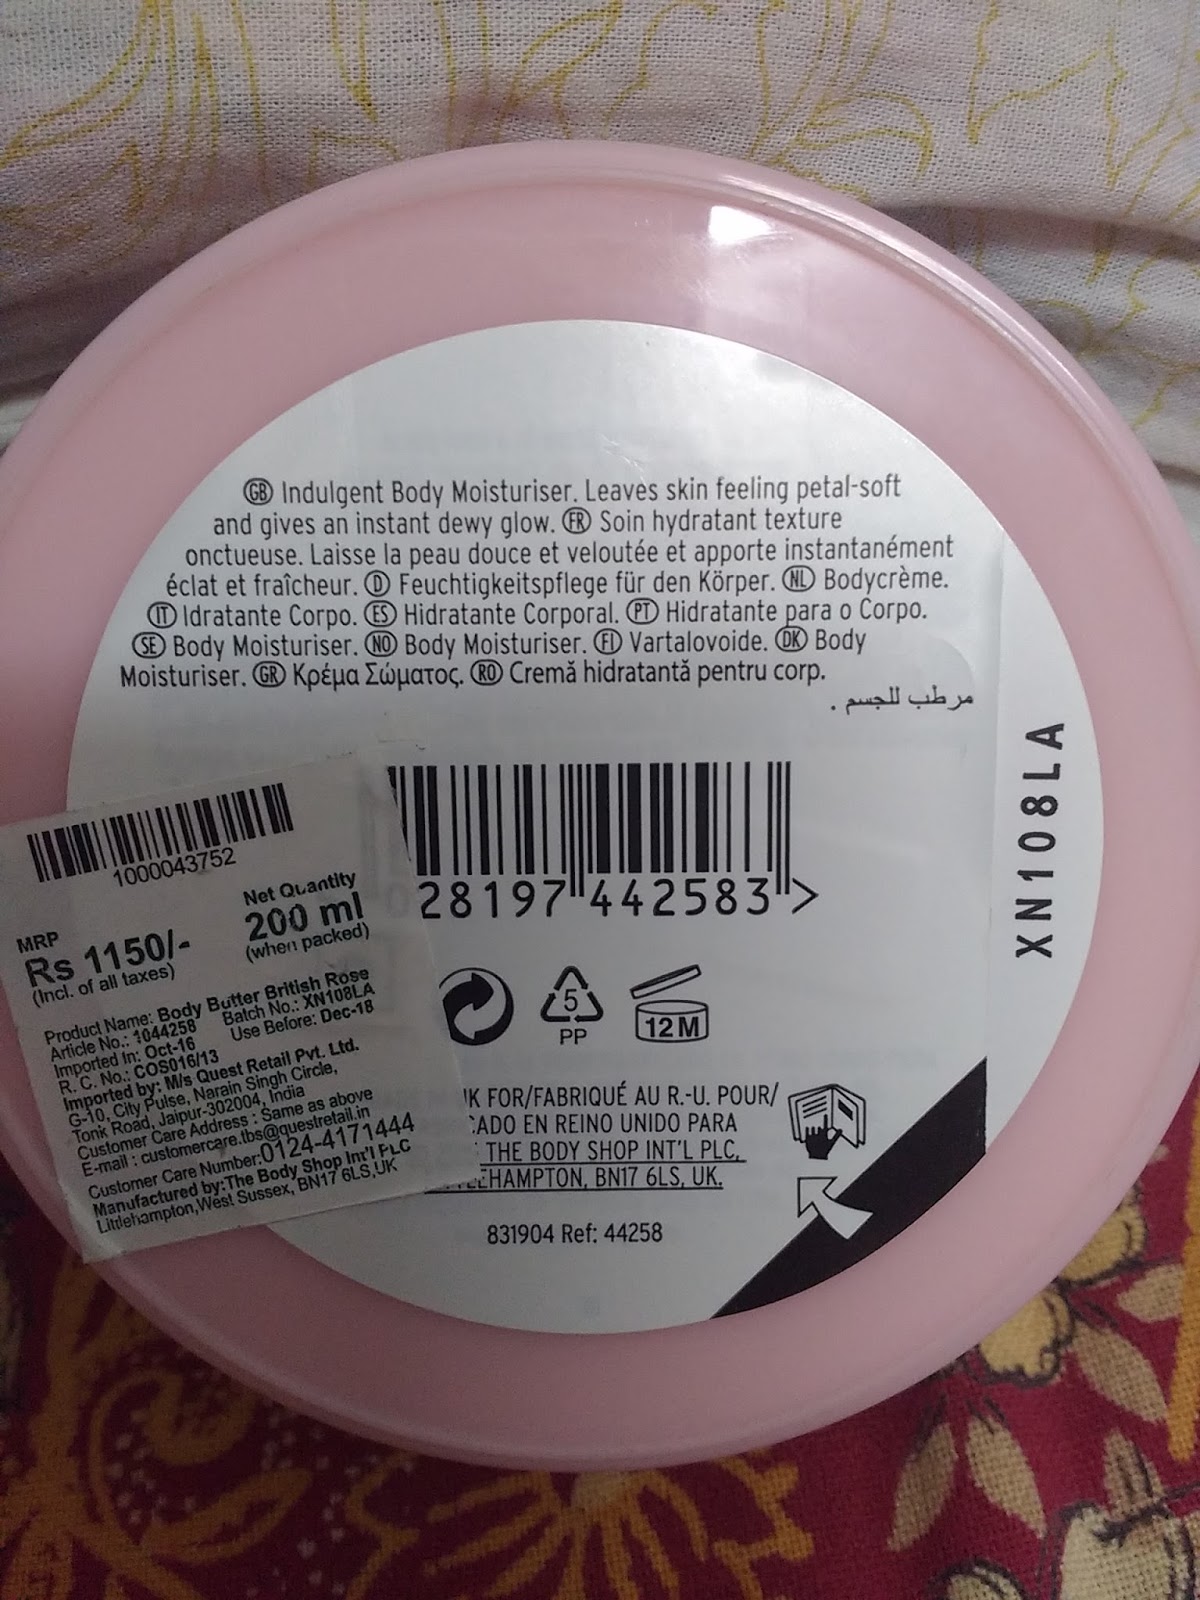 GB Indulgent Body Moisturiser. Leaves skin feeling petal-soft
and gives an instant dewy glow. FR Soin hydratant texture
onctueuse. Laisse la peau douce et veloutée et apporte instantanément
éclat et fraîcheur. D Feuchtigkeitspflege für den Körper. NL Bodycrème.
IT Idratante Corpo. ES Hidratante Corporal. PT Hidratante para o Corpo.
SE Body Moisturiser. NO Body Moisturiser. FI Vartalovoide. DK Body
Moisturiser. GR Κρέμα Σώματος. RO Cremă hidratantă pentru corp.
مرطب للجسم .
XN108LA
28197 442583 >
1000043752
MRP
Rs 1150/-
(Incl. of all taxes)
Net Quantity
200 ml
(when packed)
Product Name: Body Butter British Rose
Article No.: 1044258 Batch No.: XN108LA
Imported In: Oct-16 Use Before: Dec-18
R. C. No.: COS016/13
Imported by: M/s Quest Retail Pvt. Ltd.
G-10, City Pulse, Narain Singh Circle,
Tonk Road, Jaipur-302004, India
Customer Care Address : Same as above
E-mail : customercare.tbs@questretail.in
Customer Care Number:0124-4171444
Manufactured by:The Body Shop Int'l PLC
Littlehampton,West Sussex, BN17 6LS,UK
5
PP
12M
FOR/FABRIQUÉ AU R.-U. POUR/
EN REINO UNIDO PARA
THE BODY SHOP INT'L PLC,
BN17 6LS, UK.
831904 Ref: 44258